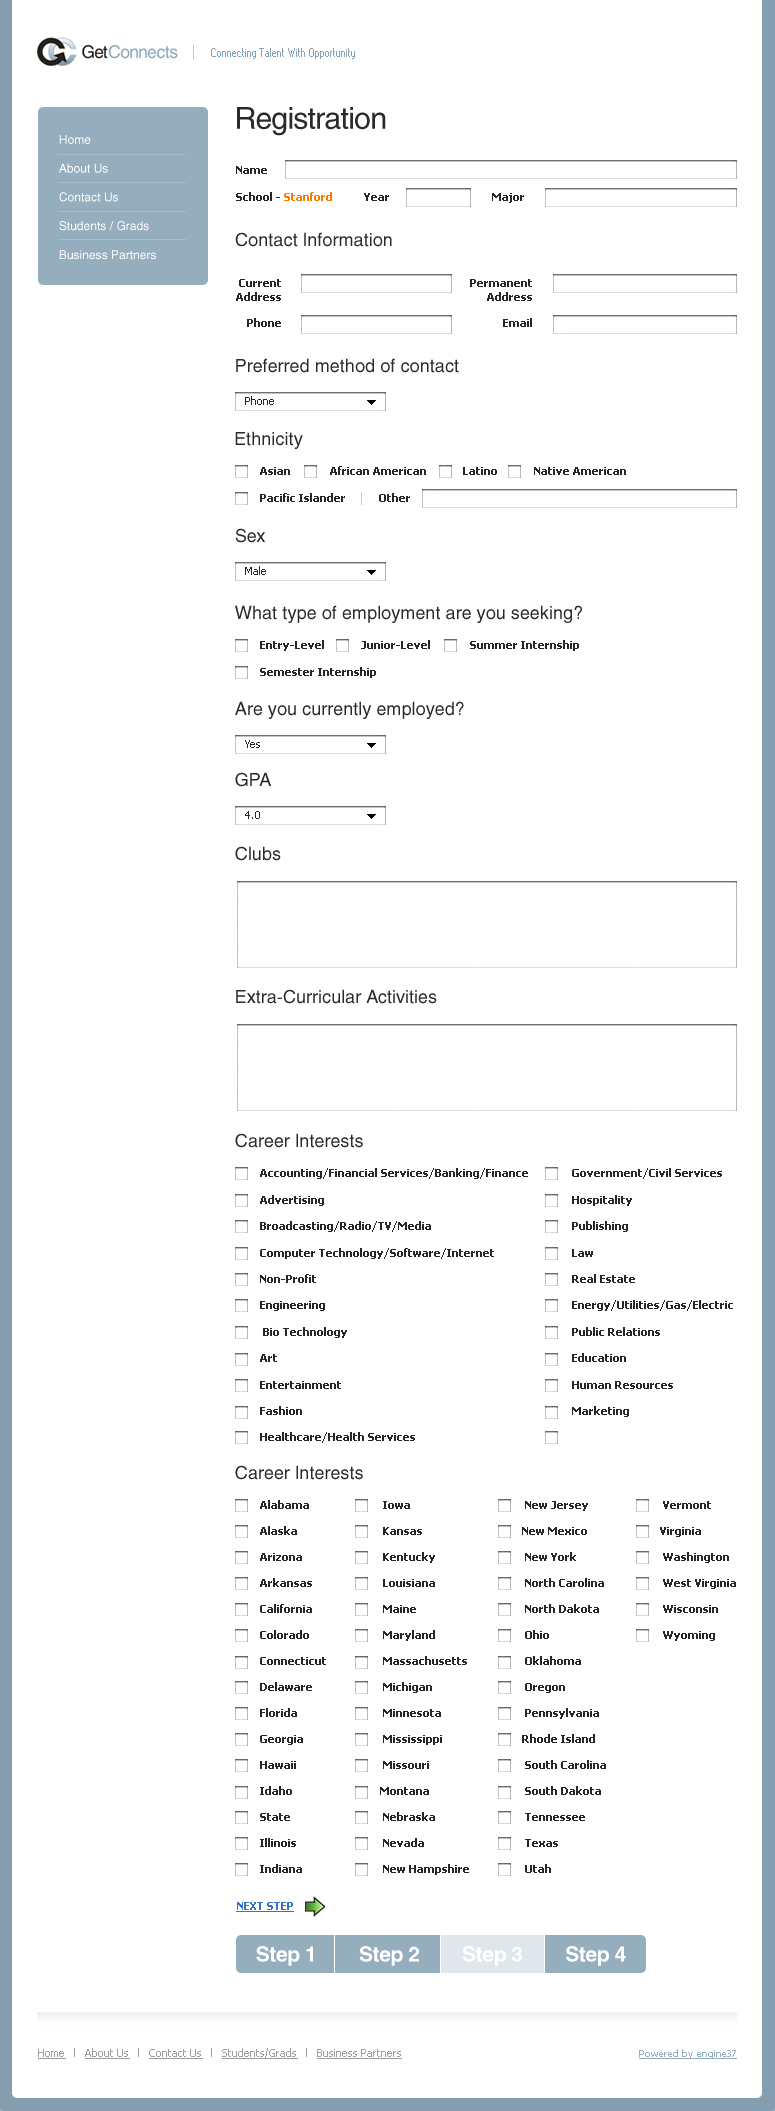 GetConnects | Connecting Talent With Opportunity
Home
About Us
Contact Us
Students / Grads
Business Partners
Registration
Name
School - Stanford Year Major
Contact Information
Current Address Permanent Address
Phone Email
Preferred method of contact
Phone
Ethnicity
Asian African American Latino Native American
Pacific Islander | Other
Sex
Male
What type of employment are you seeking?
Entry-Level Junior-Level Summer Internship
Semester Internship
Are you currently employed?
Yes
GPA
4.0
Clubs
Extra-Curricular Activities
Career Interests
Accounting/Financial Services/Banking/Finance Government/Civil Services
Advertising Hospitality
Broadcasting/Radio/TV/Media Publishing
Computer Technology/Software/Internet Law
Non-Profit Real Estate
Engineering Energy/Utilities/Gas/Electric
Bio Technology Public Relations
Art Education
Entertainment Human Resources
Fashion Marketing
Healthcare/Health Services
Career Interests
Alabama Iowa New Jersey Vermont
Alaska Kansas New Mexico Virginia
Arizona Kentucky New York Washington
Arkansas Louisiana North Carolina West Virginia
California Maine North Dakota Wisconsin
Colorado Maryland Ohio Wyoming
Connecticut Massachusetts Oklahoma
Delaware Michigan Oregon
Florida Minnesota Pennsylvania
Georgia Mississippi Rhode Island
Hawaii Missouri South Carolina
Idaho Montana South Dakota
State Nebraska Tennessee
Illinois Nevada Texas
Indiana New Hampshire Utah
NEXT STEP
Step 1 Step 2 Step 3 Step 4
Home | About Us | Contact Us | Students/Grads | Business Partners Powered by engine37